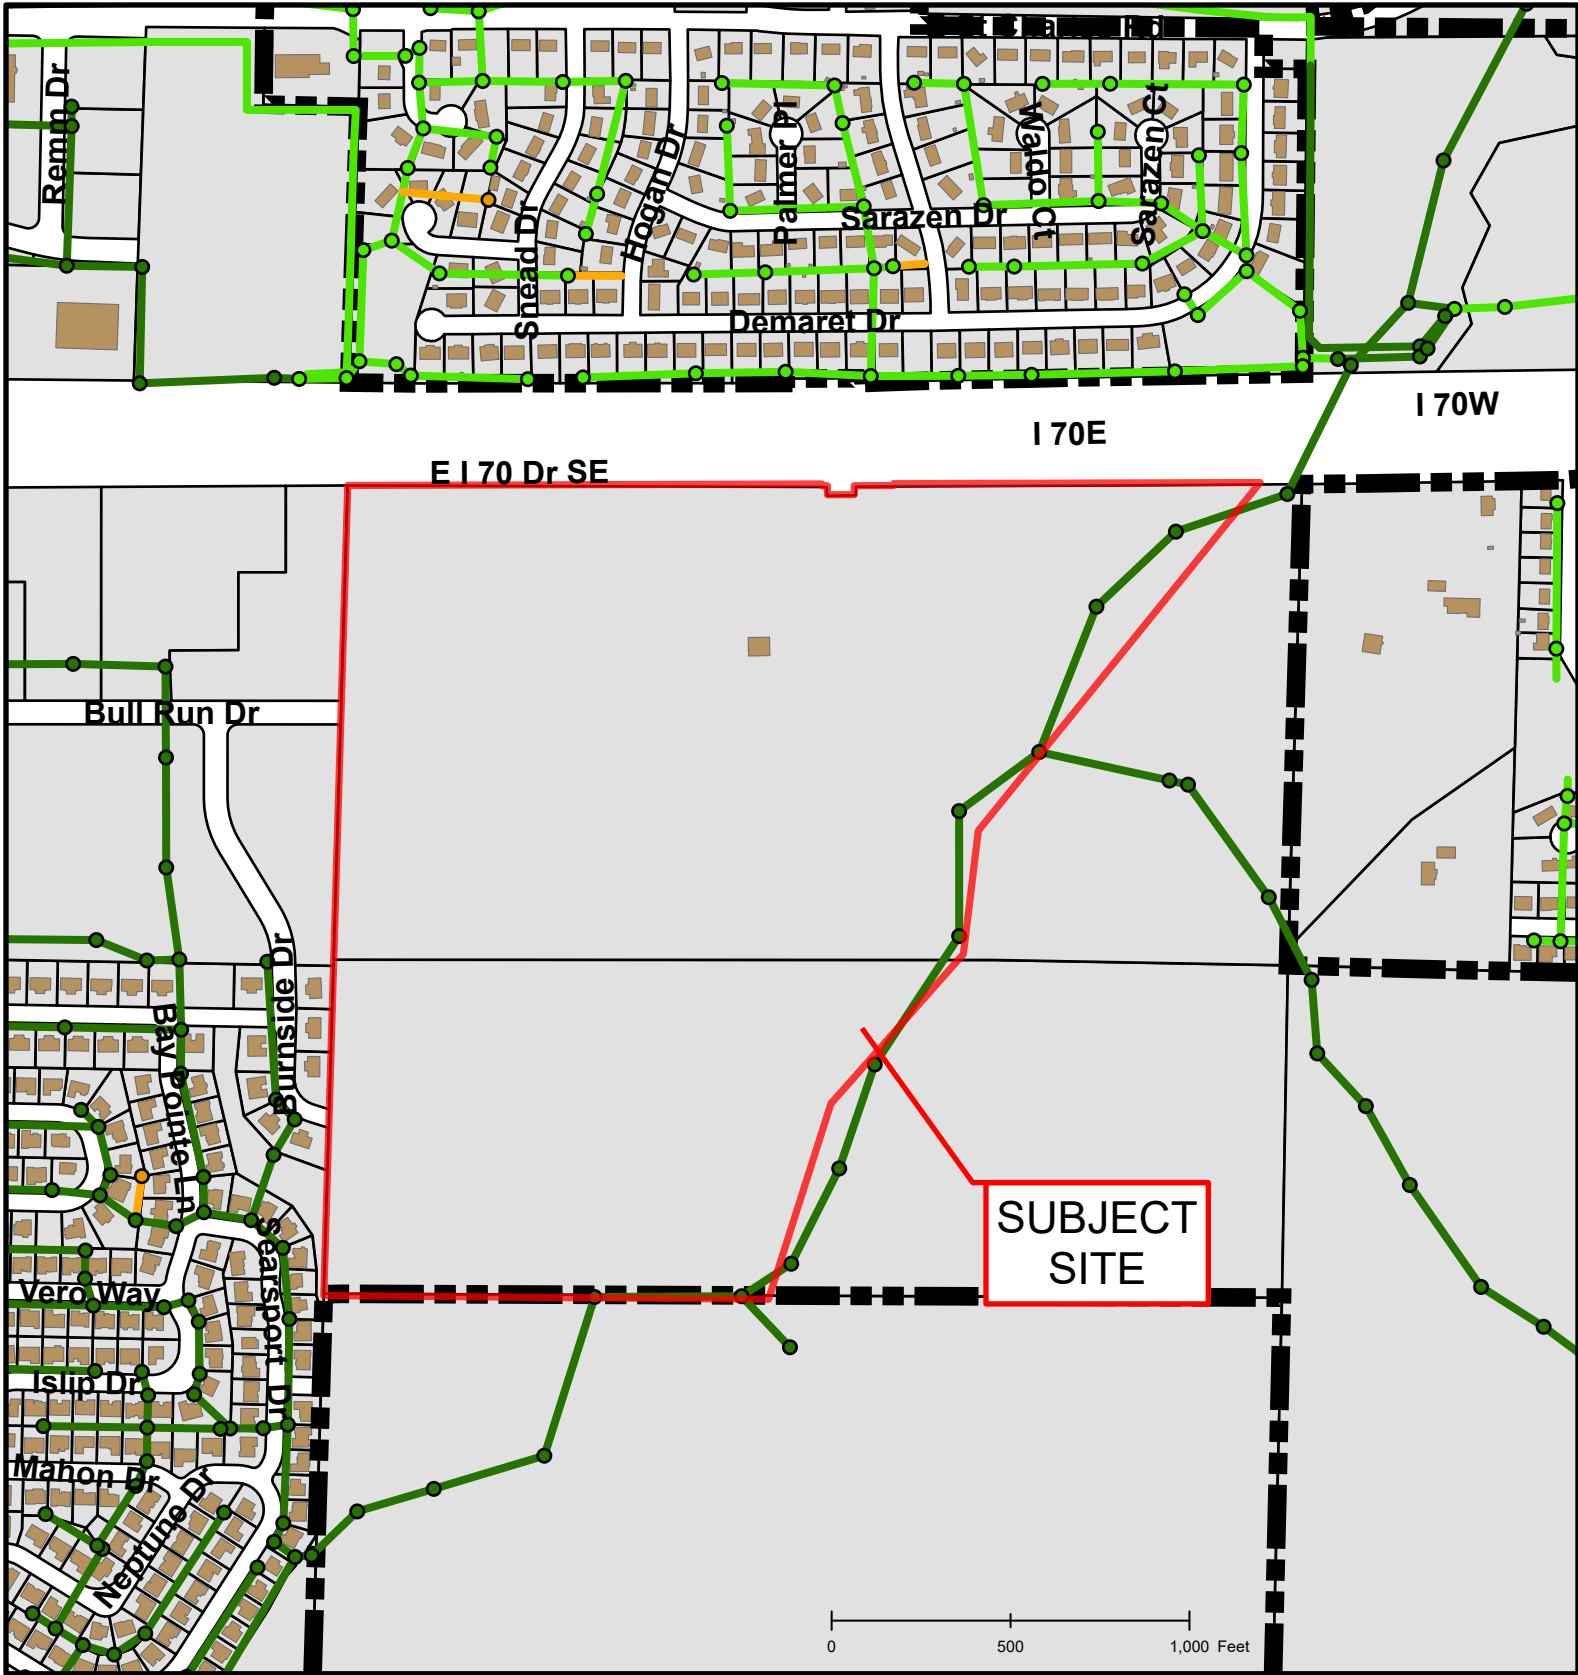 Remm Dr
Hogan Dr
Palmer Pl
Waldo Ct
Sarazen Ct
Sarazen Dr
Snead Dr
Demaret Dr
I 70W
I 70E
E I 70 Dr SE
Bull Run Dr
Burnside Dr
Bay Pointe Ln
SUBJECT
SITE
Searsport Dr
Vero Way
Islip Dr
Mahon Dr
Neptune Dr
0 500 1,000 Feet